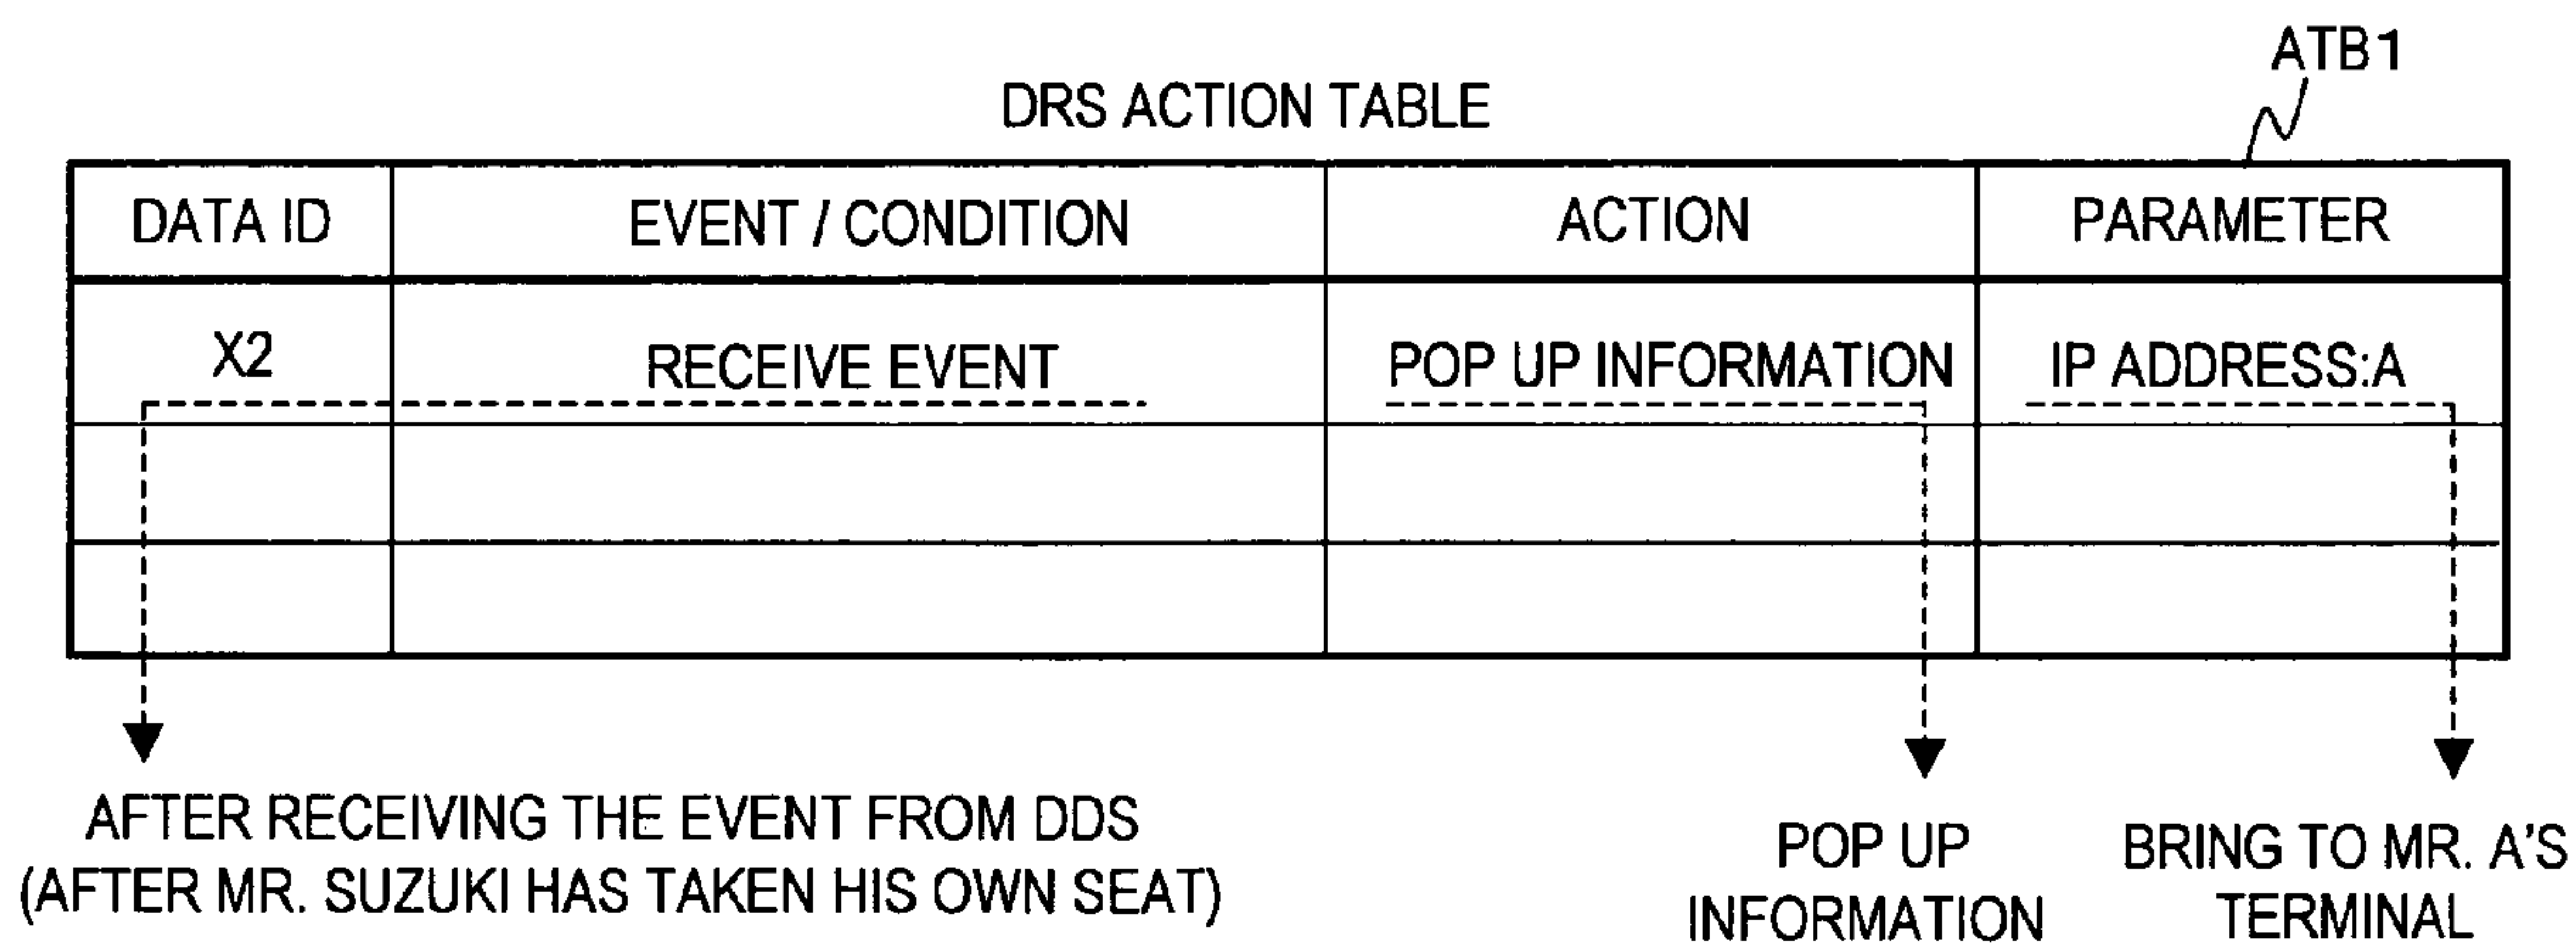 ATB1
DRS ACTION TABLE
DATA ID EVENT / CONDITION ACTION PARAMETER
X2 RECEIVE EVENT POP UP INFORMATION IP ADDRESS:A
AFTER RECEIVING THE EVENT FROM DDS
(AFTER MR. SUZUKI HAS TAKEN HIS OWN SEAT)
POP UP
INFORMATION
BRING TO MR. A'S
TERMINAL